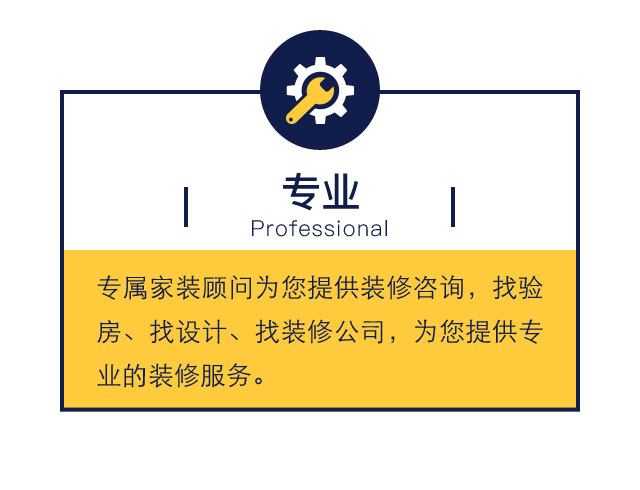 专业
Professional
专属家装顾问为您提供装修咨询，找验
房、找设计、找装修公司，为您提供专
业的装修服务。